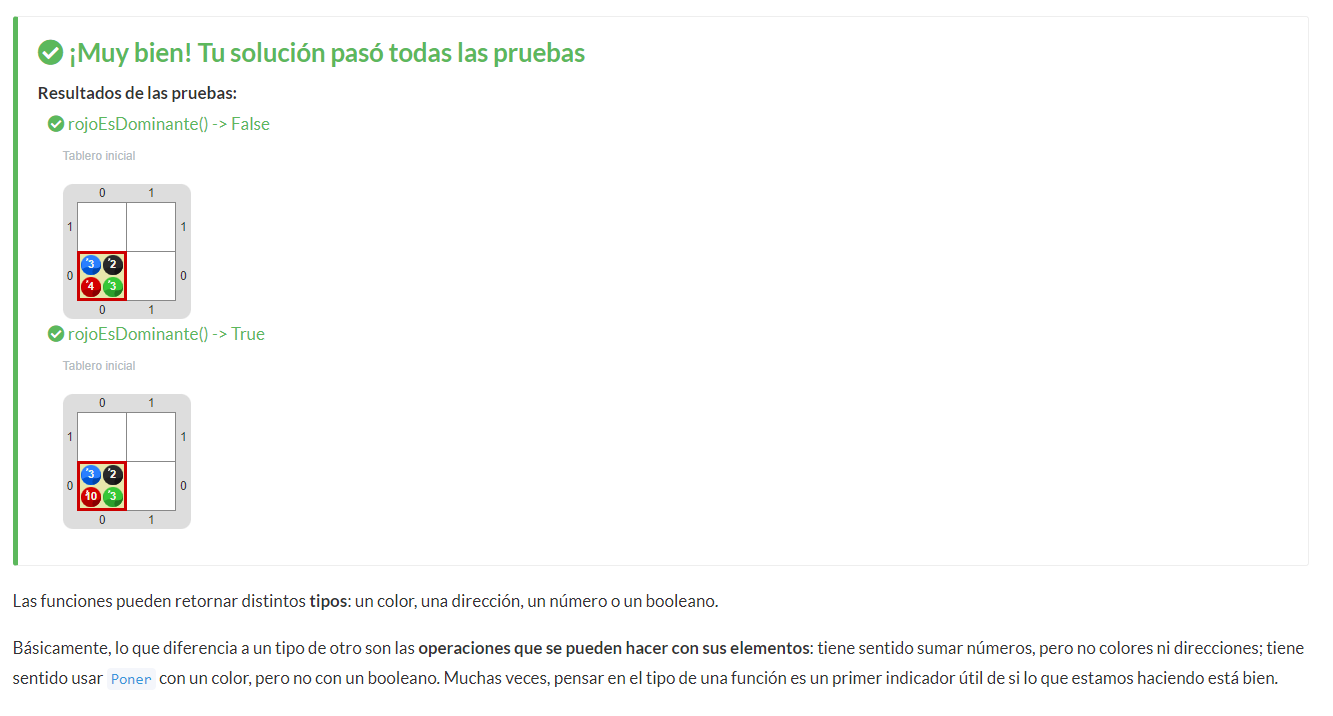 ¡Muy bien! Tu solución pasó todas las pruebas
Resultados de las pruebas:
rojoEsDominante() -> False
Tablero inicial
0 1
1 1
3 2
0 0
4 3
0 1
rojoEsDominante() -> True
Tablero inicial
0 1
1 1
3 2
0 0
10 3
0 1
Las funciones pueden retornar distintos tipos: un color, una dirección, un número o un booleano.
Básicamente, lo que diferencia a un tipo de otro son las operaciones que se pueden hacer con sus elementos: tiene sentido sumar números, pero no colores ni direcciones; tiene
sentido usar Poner con un color, pero no con un booleano. Muchas veces, pensar en el tipo de una función es un primer indicador útil de si lo que estamos haciendo está bien.